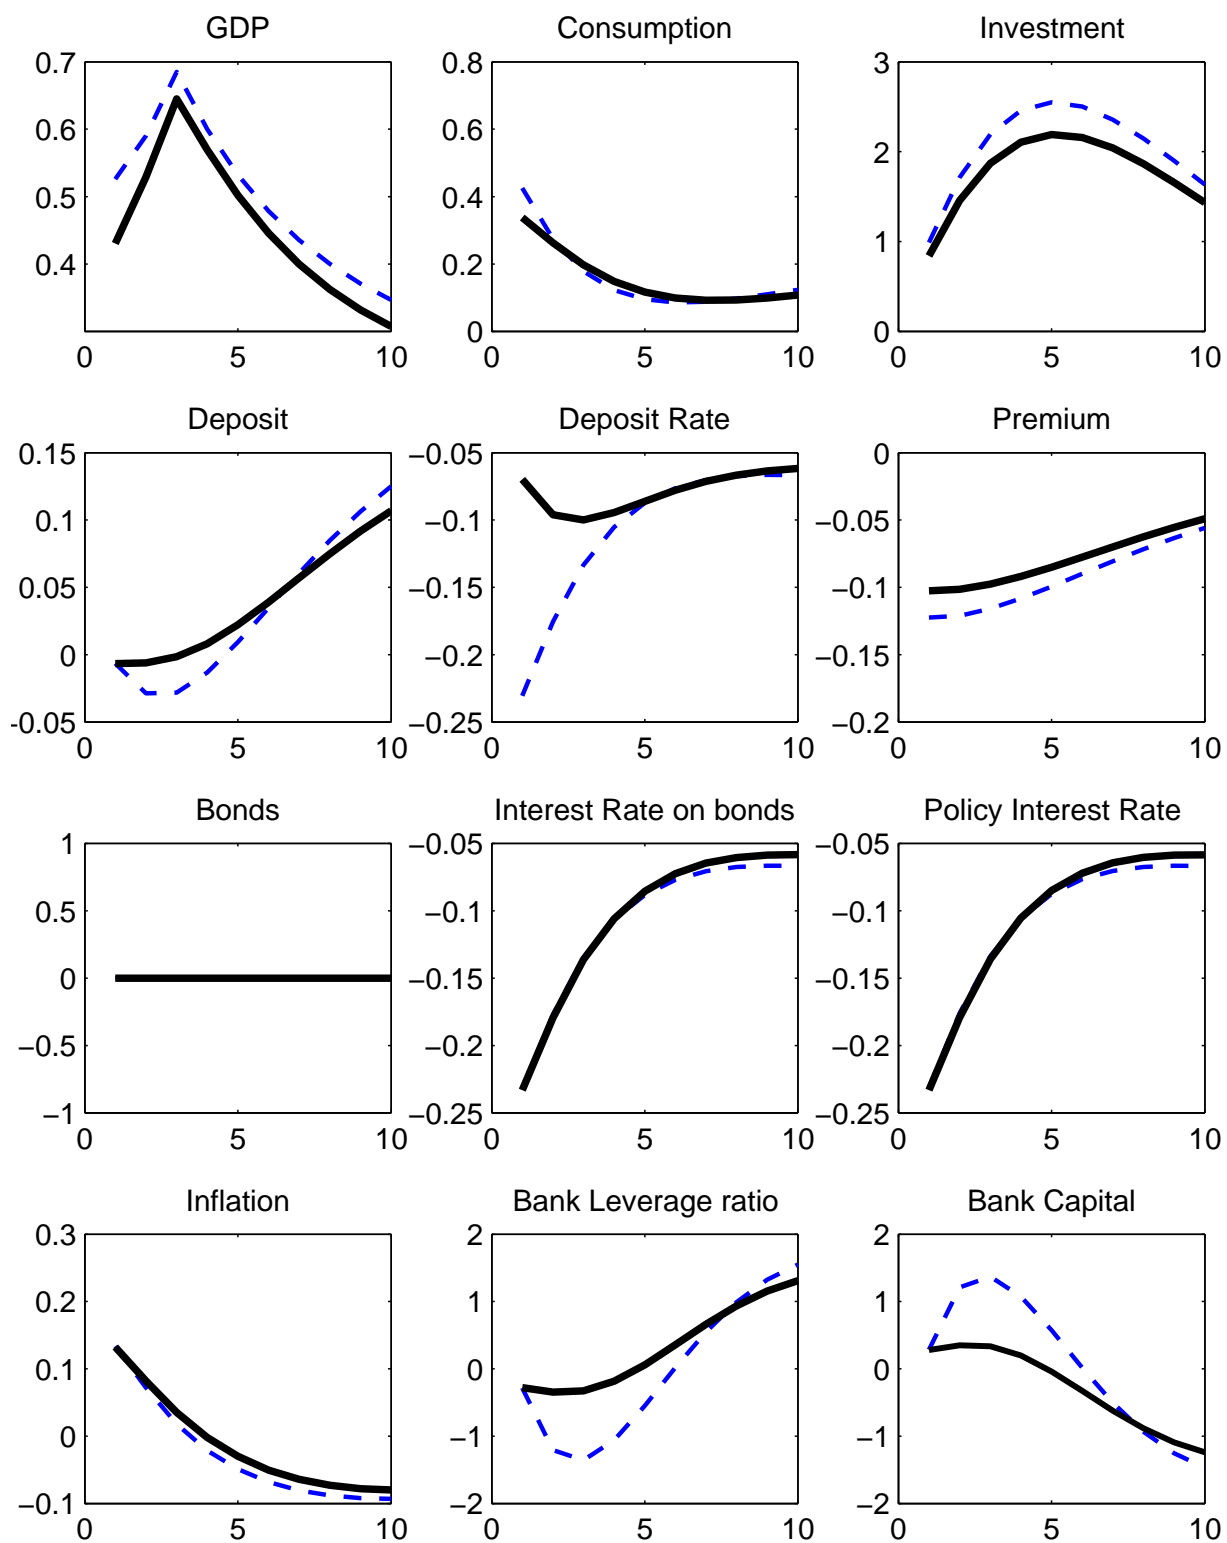 GDP Consumption Investment
0.7 0.8 3
0.6 0.6
0.5 0.4 2
0.4 0.2 1
0 0
0 5 10 0 5 10 0 5 10
Deposit Deposit Rate Premium
0.15 −0.05 0
0.1 −0.1 −0.05
0.05 −0.15 −0.1
0 −0.2 −0.15
-0.05 −0.25 −0.2
0 5 10 0 5 10 0 5 10
Bonds Interest Rate on bonds Policy Interest Rate
1 −0.05 −0.05
0.5 −0.1 −0.1
0 −0.15 −0.15
−0.5 −0.2 −0.2
−1 −0.25 −0.25
0 5 10 0 5 10 0 5 10
Inflation Bank Leverage ratio Bank Capital
0.3 2 2
0.2 1 1
0.1 0 0
0 −1 −1
−0.1 −2 −2
0 5 10 0 5 10 0 5 10